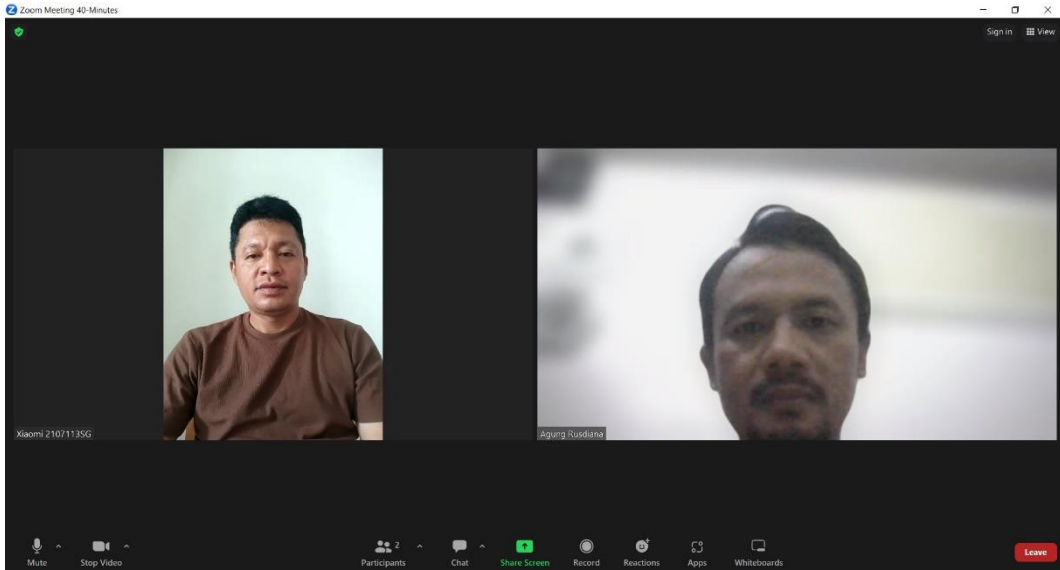 Zoom Meeting 40-Minutes
Sign in View
Xiaomi 2107113SG
Agung Rusdiana
Mute Stop Video Participants 2 Chat Share Screen Record Reactions Apps Whiteboards Leave